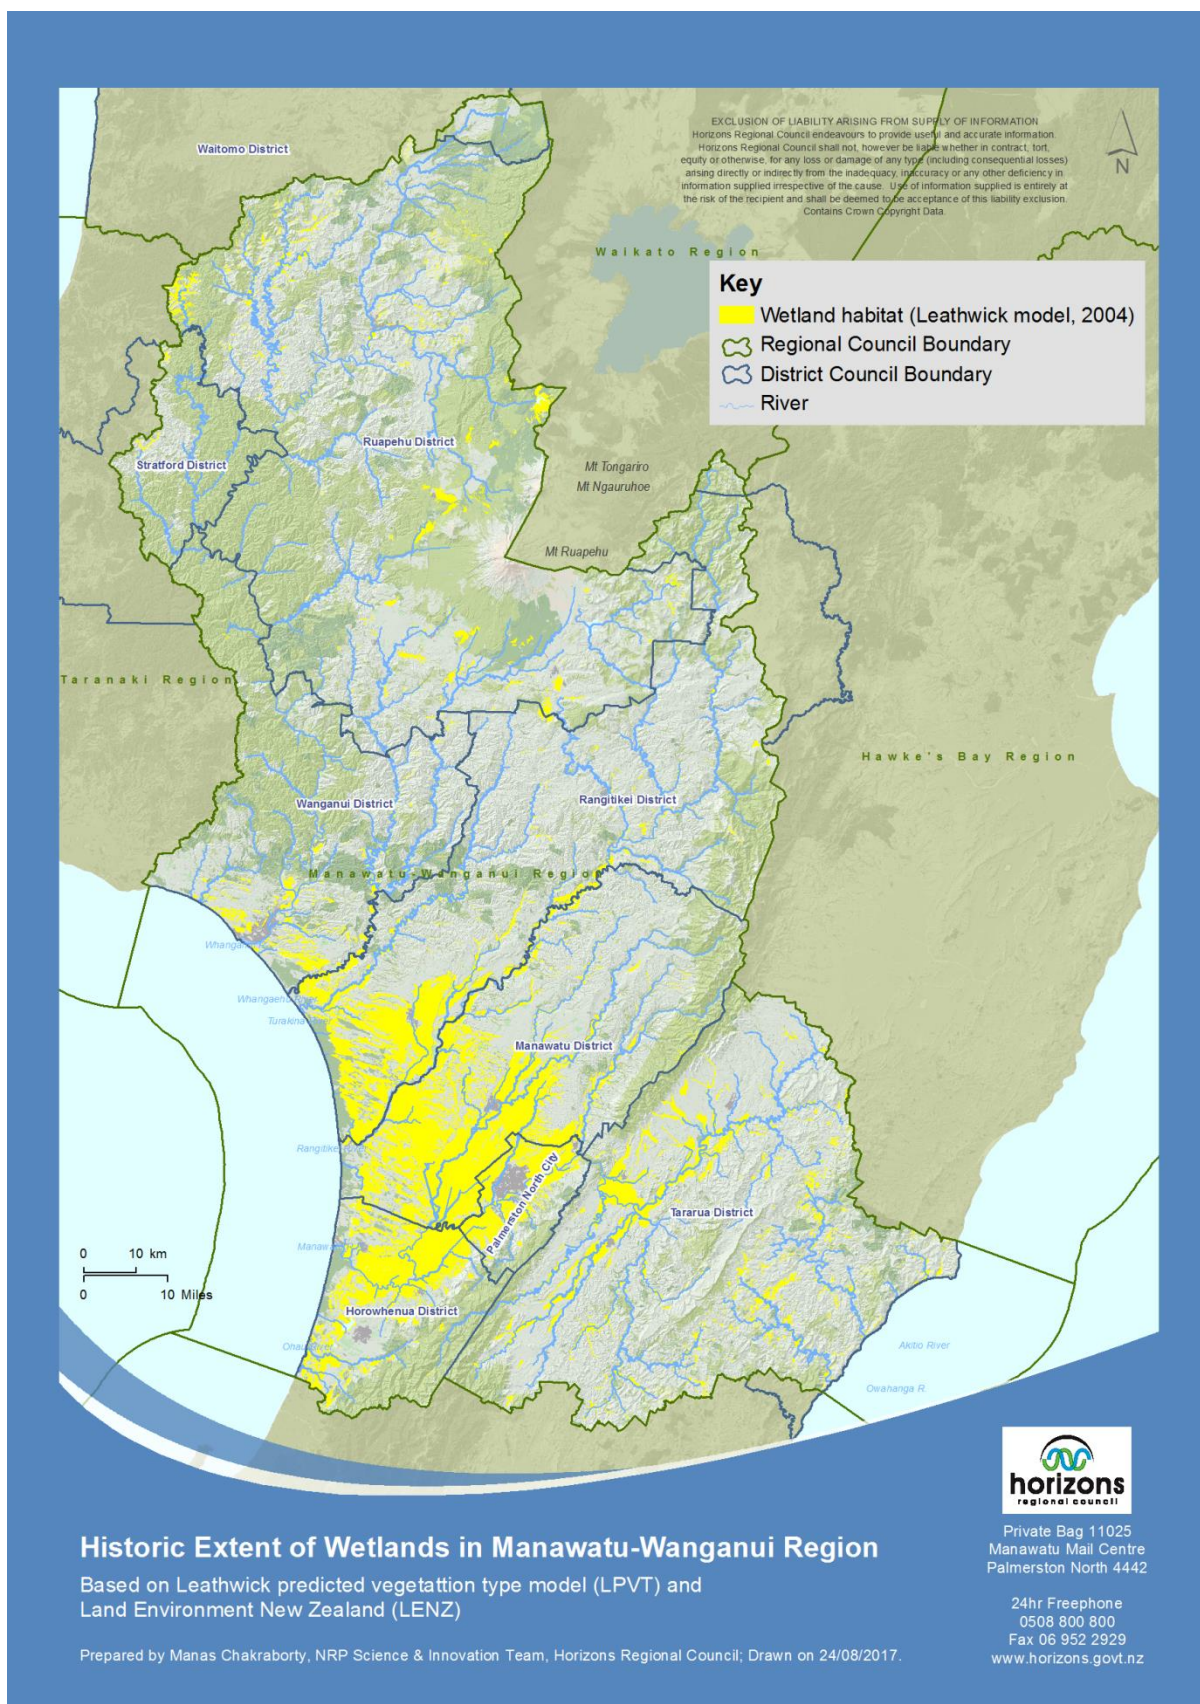 EXCLUSION OF LIABILITY ARISING FROM SUPPLY OF INFORMATION
Horizons Regional Council endeavours to provide useful and accurate information.
Horizons Regional Council shall not, however be liable whether in contract, tort,
equity or otherwise, for any loss or damage of any type (including consequential losses)
arising directly or indirectly from the inadequacy, inaccuracy or any other deficiency in
information supplied irrespective of the cause. Use of information supplied is entirely at
the risk of the recipient and shall be deemed to be acceptance of this liability exclusion.
Contains Crown Copyright Data.
N
Waitomo District
Waikato Region
Key
Wetland habitat (Leathwick model, 2004)
Regional Council Boundary
District Council Boundary
River
Ruapehu District
Stratford District
Mt Tongariro
Mt Ngauruhoe
Mt Ruapehu
Taranaki Region
Hawke's Bay Region
Wanganui District
Rangitikei District
Manawatu-Wanganui Region
Whanga
Whangaehu River
Turakina River
Manawatu District
Rangitikei River
Palmerston North City
Tararua District
Manaw
0 10 km
0 10 Miles
Horowhenua District
Ohau River
Akitio River
Owahanga R
horizons
regional council
Historic Extent of Wetlands in Manawatu-Wanganui Region
Based on Leathwick predicted vegetattion type model (LPVT) and
Land Environment New Zealand (LENZ)
Prepared by Manas Chakraborty, NRP Science & Innovation Team, Horizons Regional Council; Drawn on 24/08/2017.
Private Bag 11025
Manawatu Mail Centre
Palmerston North 4442
24hr Freephone
0508 800 800
Fax 06 952 2929
www.horizons.govt.nz